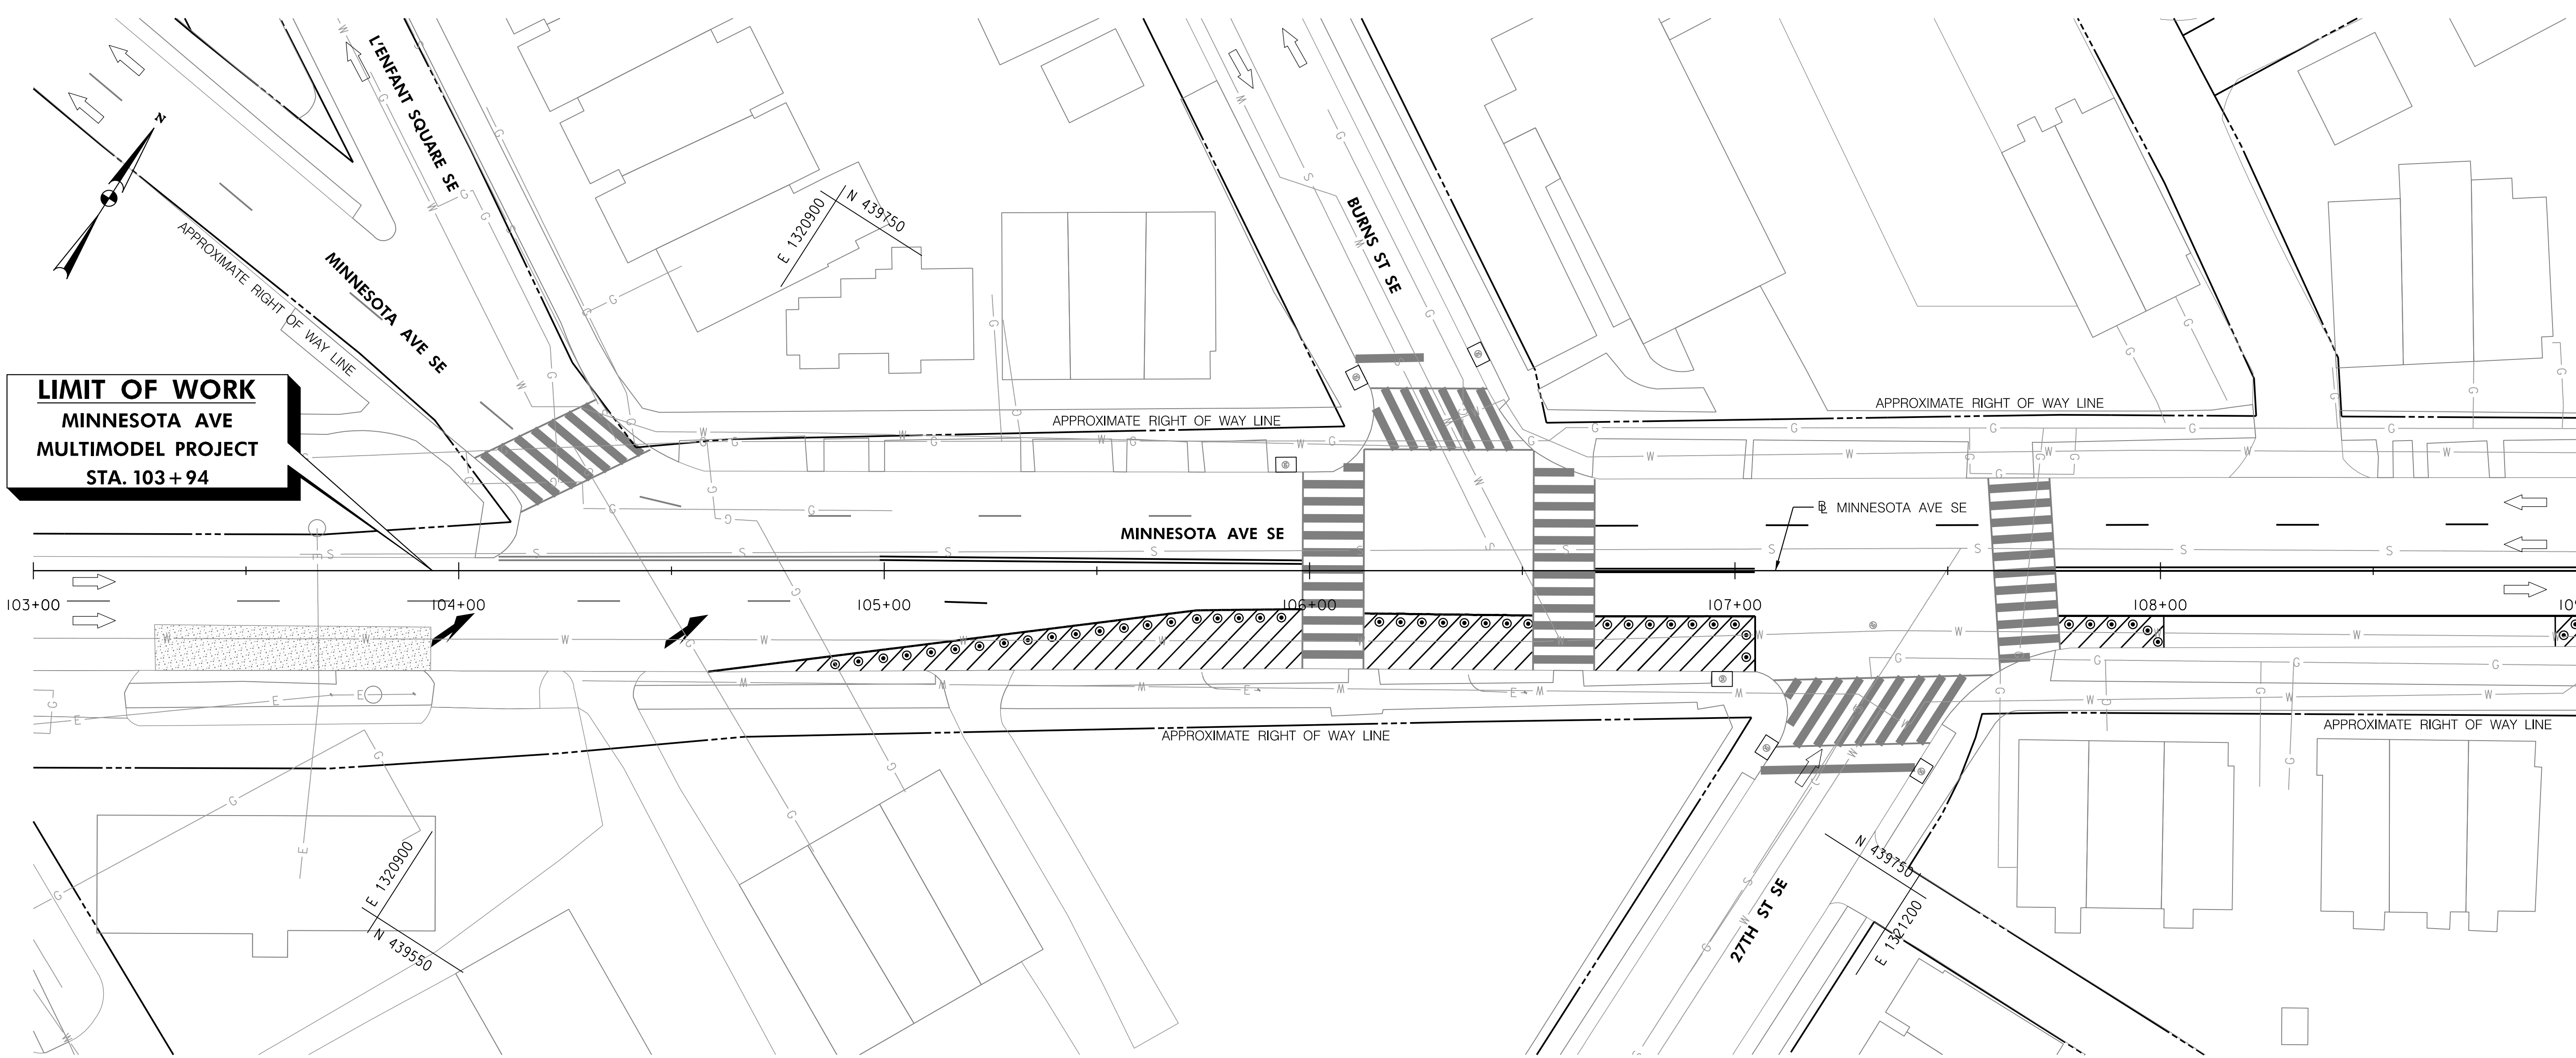 L'ENFANT SQUARE SE
N
E 1320900
N 439750
BURNS ST SE
APPROXIMATE RIGHT OF WAY LINE
MINNESOTA AVE SE
LIMIT OF WORK
MINNESOTA AVE
MULTIMODEL PROJECT
STA. 103+94
APPROXIMATE RIGHT OF WAY LINE
APPROXIMATE RIGHT OF WAY LINE
MINNESOTA AVE SE
BL MINNESOTA AVE SE
103+00
104+00
105+00
106+00
107+00
108+00
APPROXIMATE RIGHT OF WAY LINE
APPROXIMATE RIGHT OF WAY LINE
E 1320900
N 439550
27TH ST SE
N 439750
E 1321200